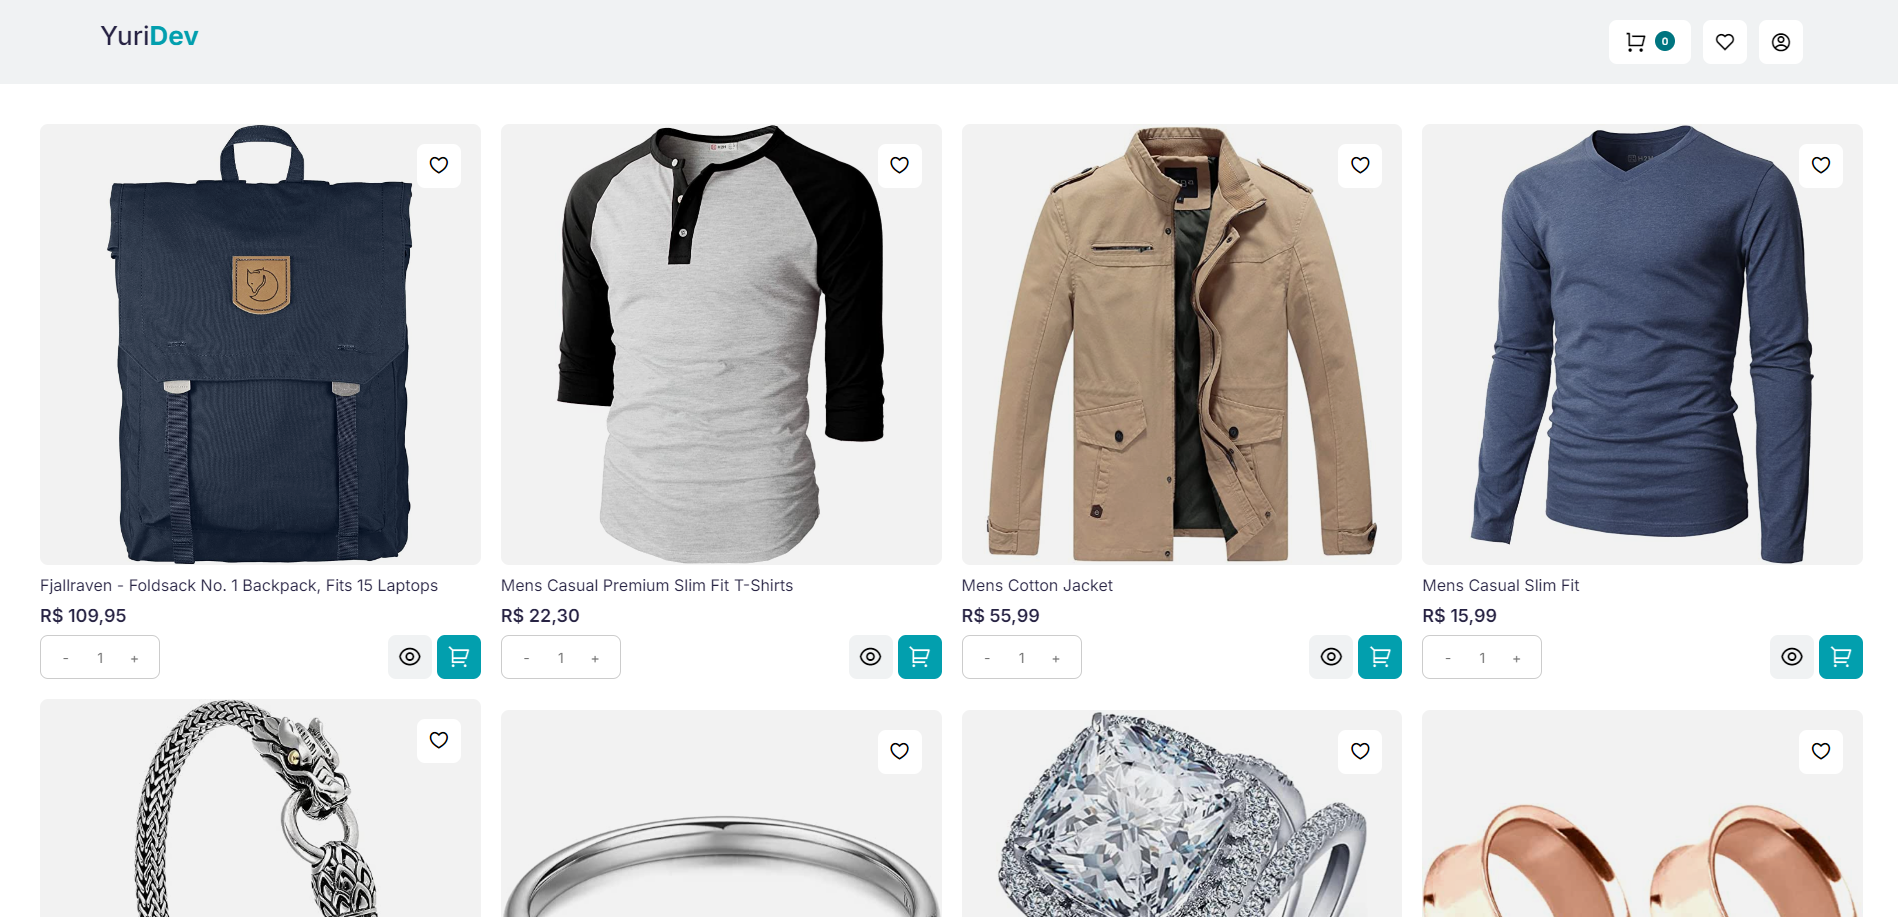 YuriDev
0
Fjallraven - Foldsack No. 1 Backpack, Fits 15 Laptops
R$ 109,95
- 1 +
Mens Casual Premium Slim Fit T-Shirts
R$ 22,30
- 1 +
Mens Cotton Jacket
R$ 55,99
- 1 +
Mens Casual Slim Fit
R$ 15,99
- 1 +